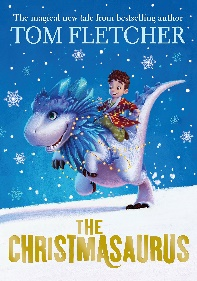 The magical new tale from bestselling author
TOM FLETCHER
THE
CHRISTMASAURUS